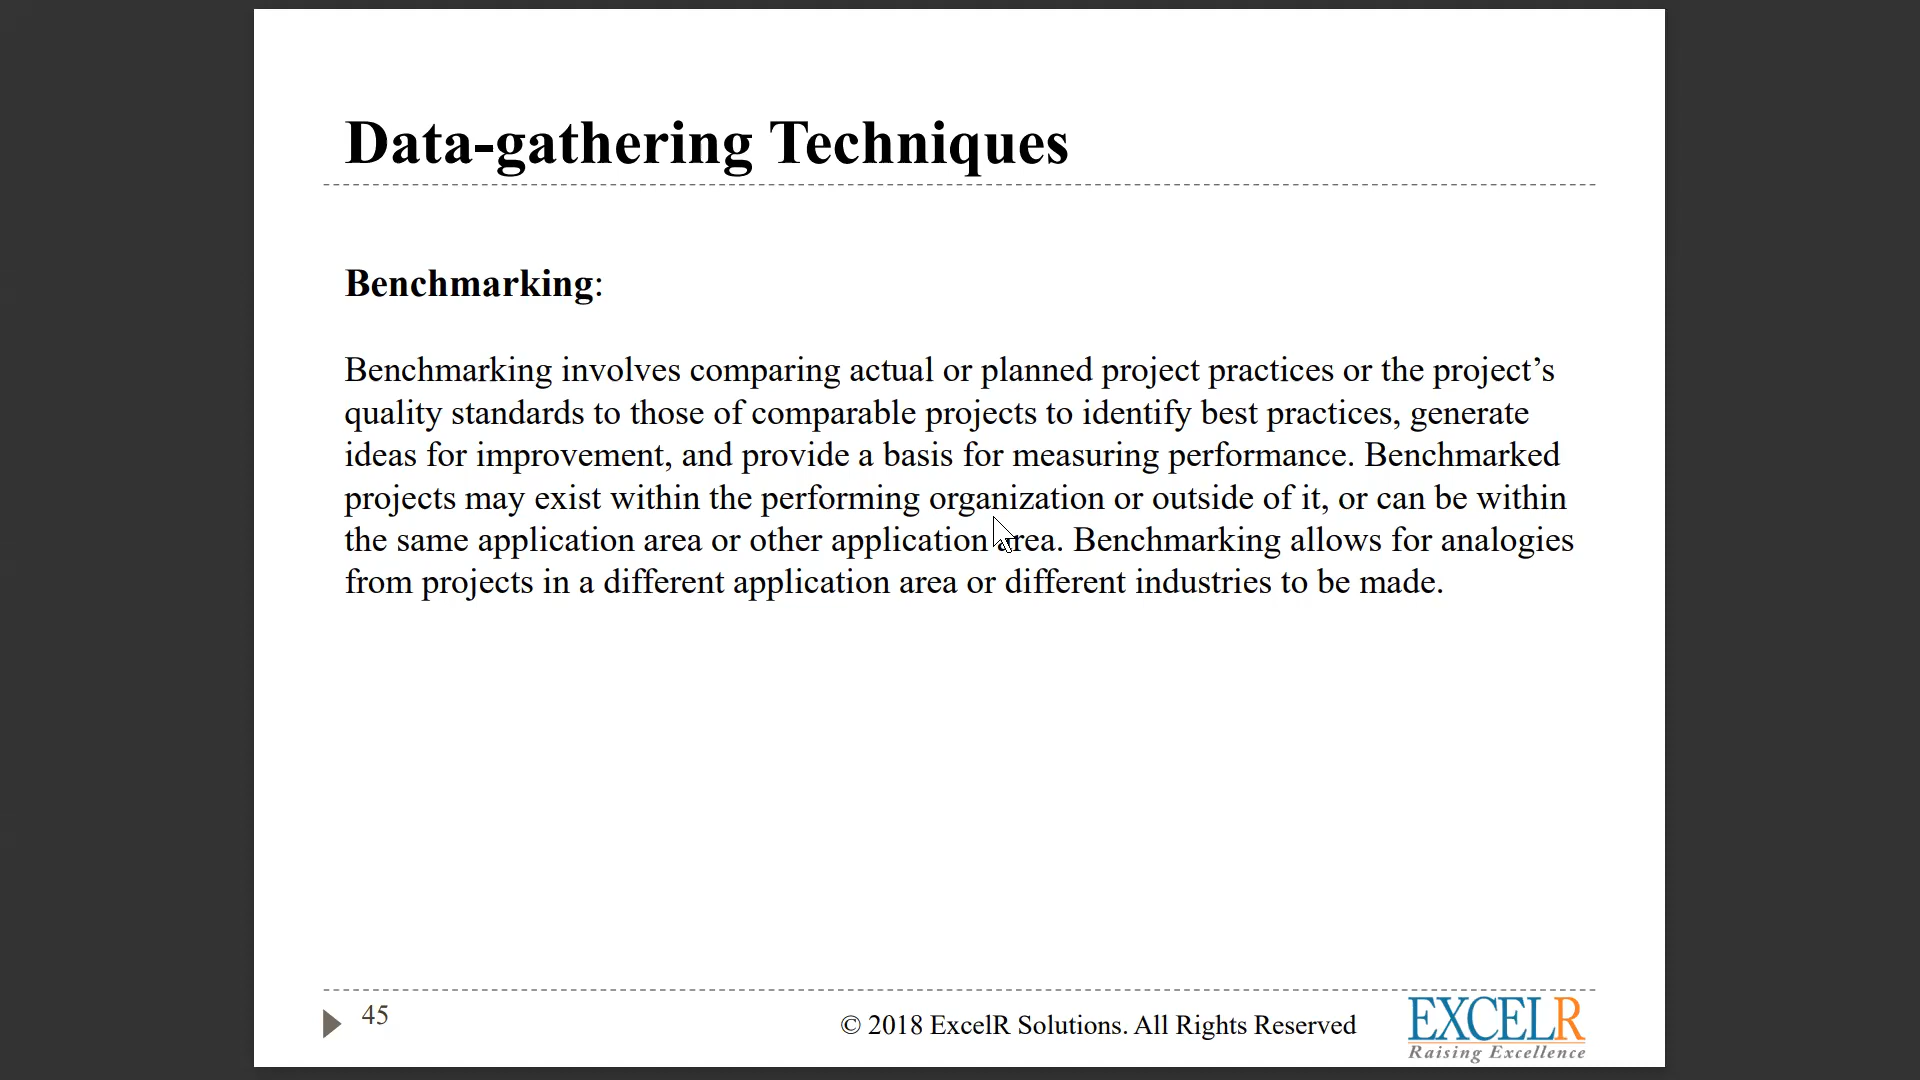 Data-gathering Techniques
Benchmarking:
Benchmarking involves comparing actual or planned project practices or the project’s
quality standards to those of comparable projects to identify best practices, generate
ideas for improvement, and provide a basis for measuring performance. Benchmarked
projects may exist within the performing organization or outside of it, or can be within
the same application area or other application area. Benchmarking allows for analogies
from projects in a different application area or different industries to be made.
45
© 2018 ExcelR Solutions. All Rights Reserved
EXCELR
Raising Excellence